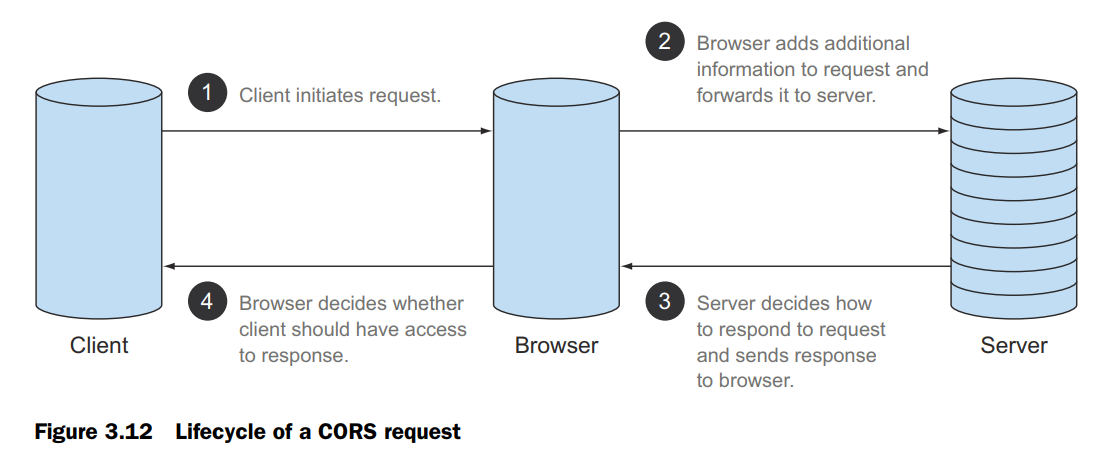 1
Client initiates request.
2
Browser adds additional
information to request and
forwards it to server.
4
Browser decides whether
client should have access
to response.
3
Server decides how
to respond to request
and sends response
to browser.
Client
Browser
Server
Figure 3.12 Lifecycle of a CORS request